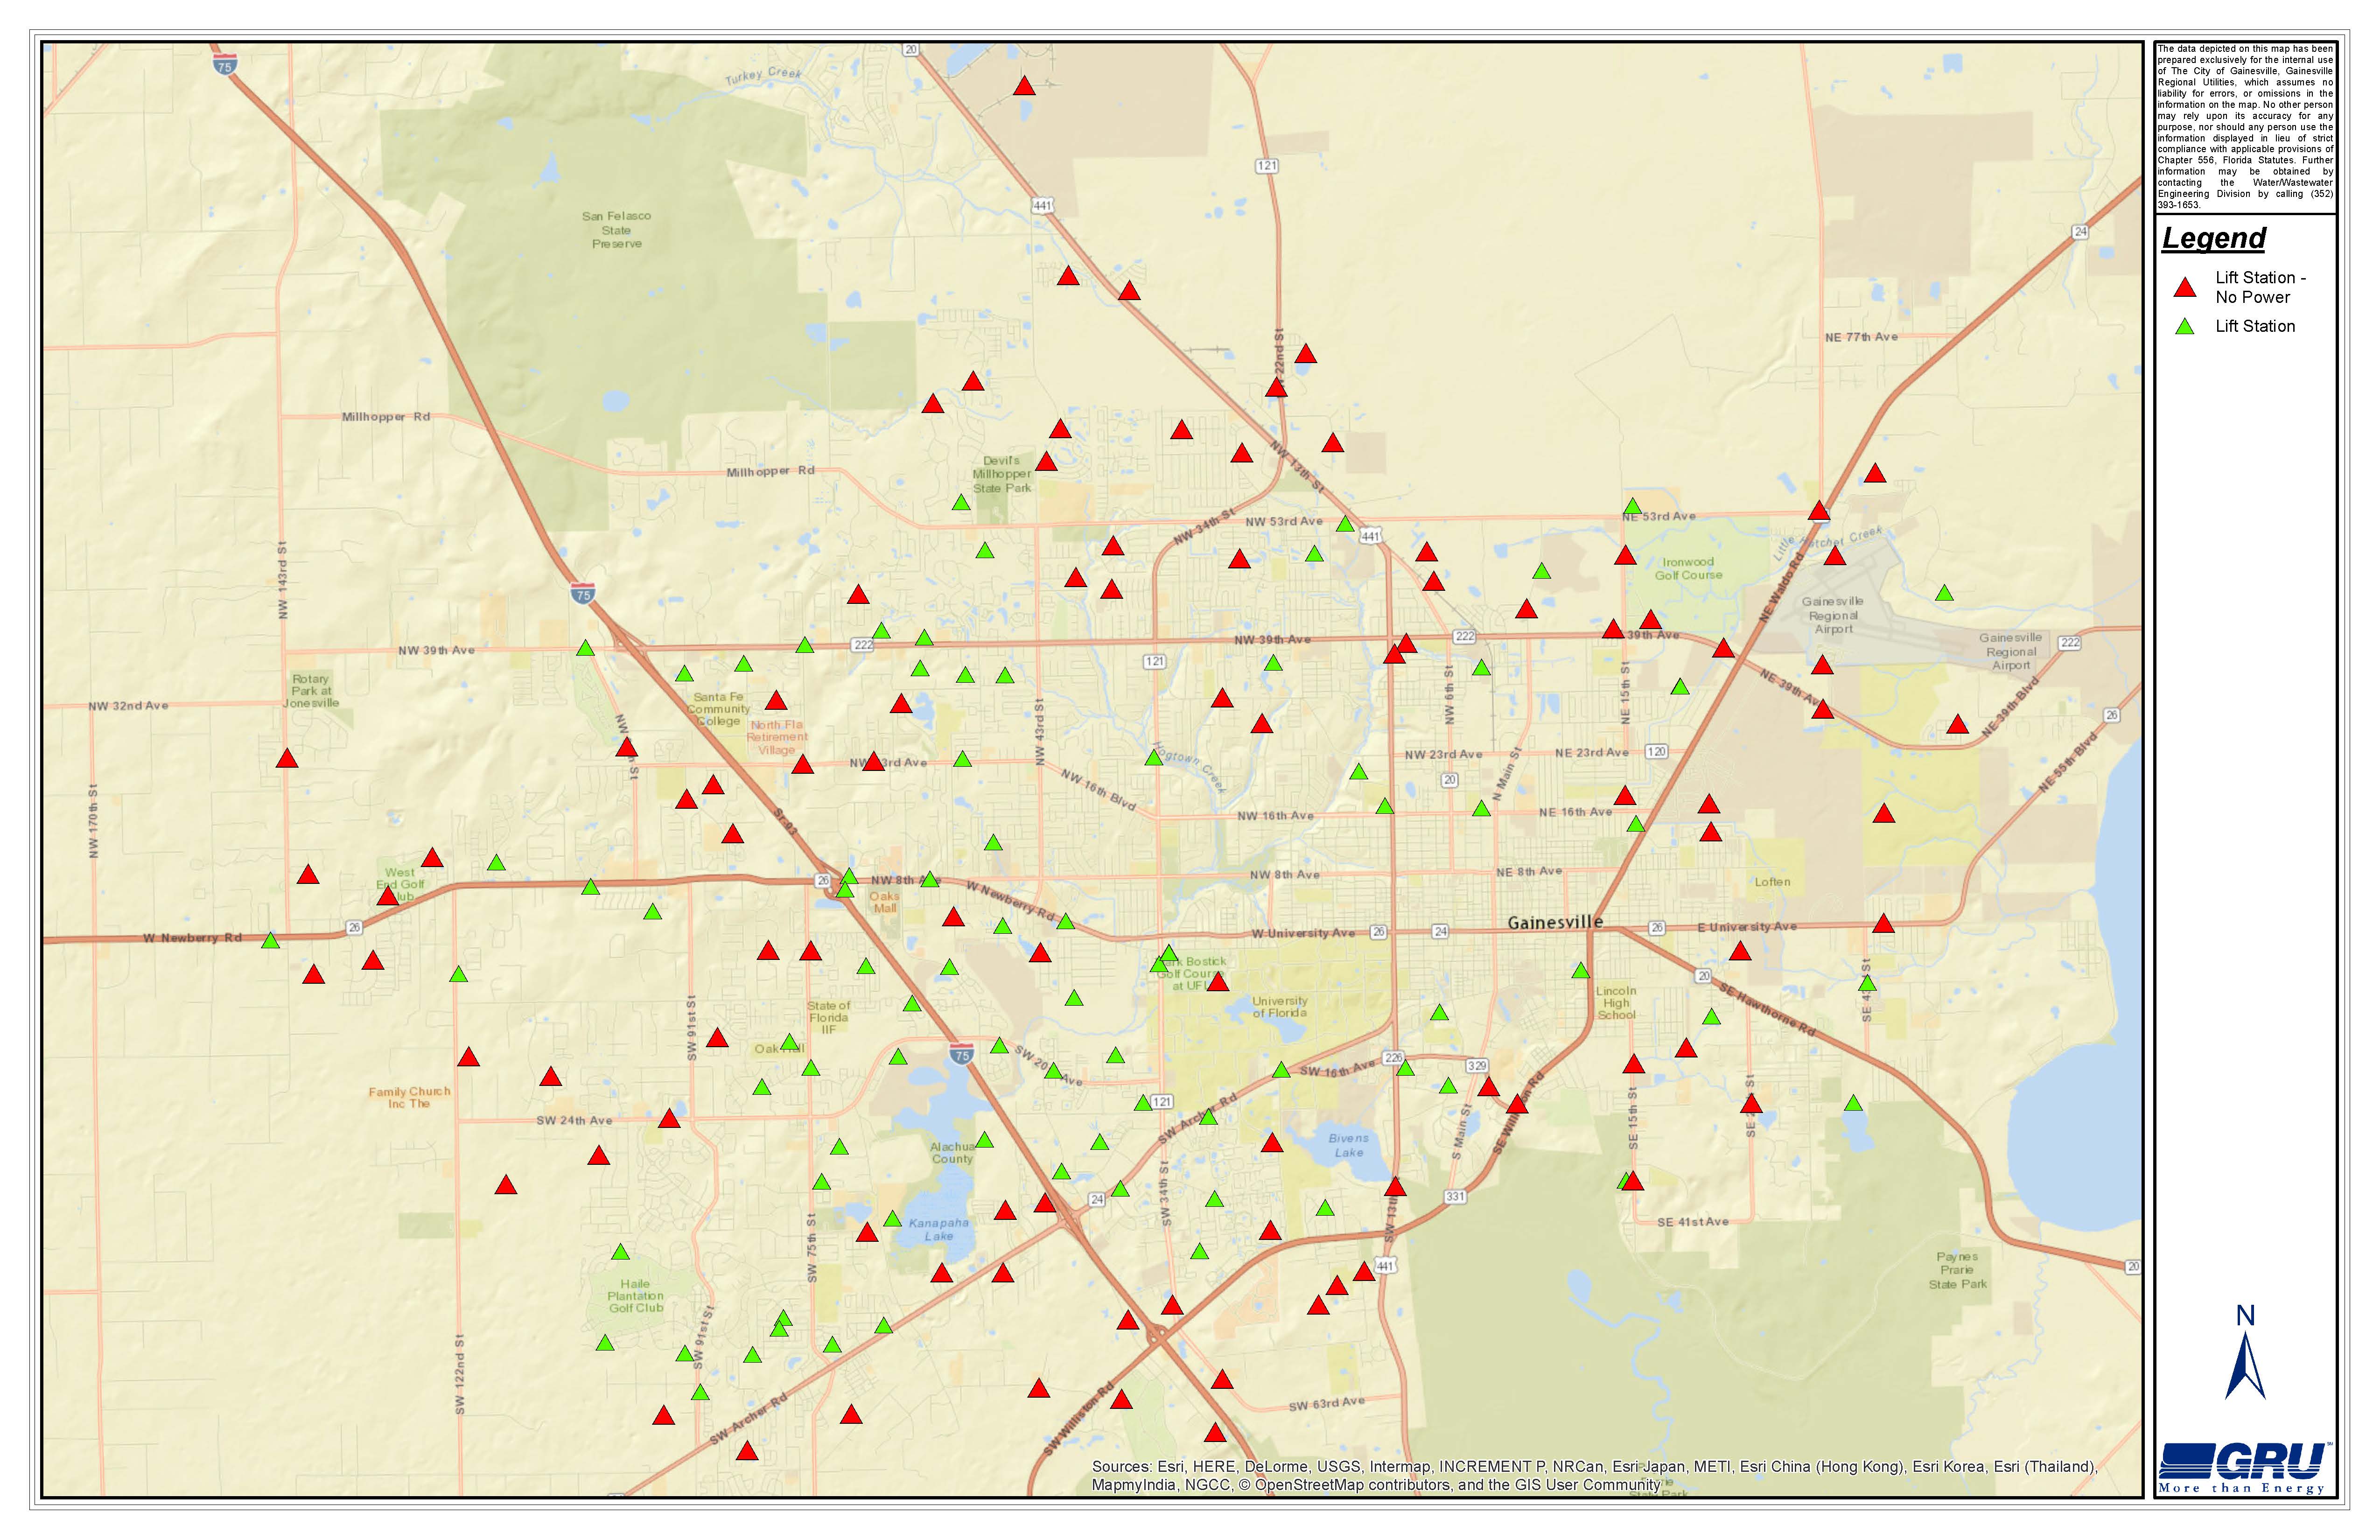 The data depicted on this map has been
prepared exclusively for the internal use
of The City of Gainesville, Gainesville
Regional Utilities, which assumes no
liability for errors, or omissions in the
information on the map. No other person
may rely upon its accuracy for any
purpose, nor should any person use the
information displayed in lieu of strict
compliance with applicable provisions of
Chapter 556, Florida Statutes. Further
information may be obtained by
contacting the Water/Wastewater
Engineering Division by calling (352)
393-1653.
Legend
Lift Station -
No Power
Lift Station
N
GRU
More than Energy
20
75
Turkey Creek
121
441
San Felasco
State
Preserve
24
NE 77th Ave
22nd St
Millhopper Rd
Millhopper Rd
Devil's
Millhopper
State Park
NW 13th St
NW 34th St
NW 53rd Ave
NE 53rd Ave
441
Little Hatchet Creek
Ironwood
Golf Course
NW 143rd St
75
NE Waldo Rd
Gainesville
Regional
Airport
Gainesville
Regional
Airport
222
NW 39th Ave
222
NW 39th Ave
222
39th Ave
121
Rotary
Park at
Jonesville
NW 32nd Ave
Santa Fe
Community
College
North Fla
Retirement
Village
NW 43rd St
NW 6th St
NE 15th St
NE 39th Ave
NE 39th Blvd
26
NE 55th Blvd
Hogtown Creek
NW 23rd Ave
NE 23rd Ave
120
20
N Main St
NW 16th Blvd
NW 16th Ave
NE 16th Ave
NW 170th St
Sr-93
West
End Golf
Club
26
NW 8th Ave
Oaks
Mall
W Newberry Rd
NW 8th Ave
NE 8th Ave
Loften
26
W Newberry Rd
W University Ave
26
24
Gainesville
26
E University Ave
Mark Bostick
Golf Course
at UFL
University
of Florida
20
SE Hawthorne Rd
Lincoln
High
School
State of
Florida
IIF
Oak Hall
SW 91st St
75
SW 20th Ave
226
SW 16th Ave
329
Family Church
Inc The
SW 24th Ave
121
SW Archer Rd
Alachua
County
Bivens
Lake
S Main St
SE Williston Rd
SE 15th St
24
SW 34th St
331
SW 13th
SE 41st Ave
Kanapaha
Lake
SW 75th St
441
Paynes
Prarie
State Park
20
Haile
Plantation
Golf Club
SW 91st St
SW 122nd St
SW Archer Rd
SW Williston Rd
SW 63rd Ave
Sources: Esri, HERE, DeLorme, USGS, Intermap, INCREMENT P, NRCan, Esri Japan, METI, Esri China (Hong Kong), Esri Korea, Esri (Thailand),
MapmyIndia, NGCC, © OpenStreetMap contributors, and the GIS User Community